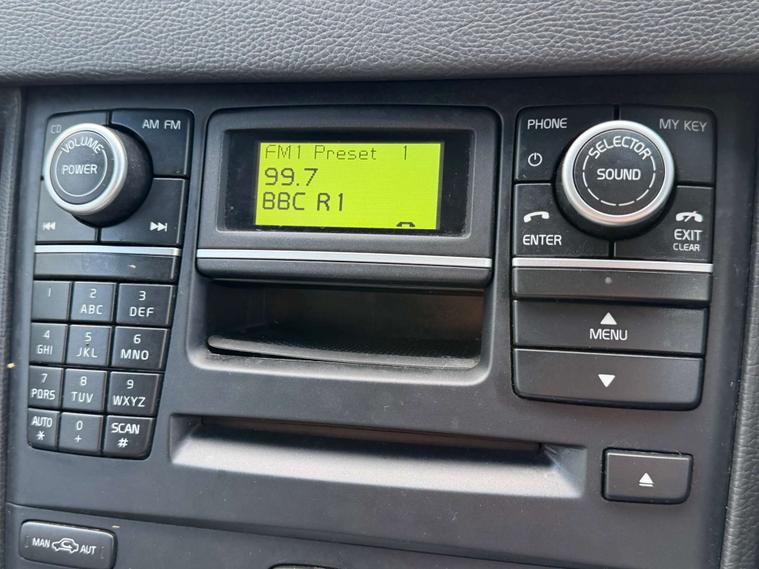 CD
AM FM
VOLUME
POWER
FM1 Preset 1
99.7
BBC R1
PHONE
MY KEY
SELECTOR
SOUND
ENTER
EXIT
CLEAR
MENU
1
2
ABC
3
DEF
4
GHI
5
JKL
6
MNO
7
PQRS
8
TUV
9
WXYZ
AUTO
*
0
+
SCAN
#
MAN
AUT